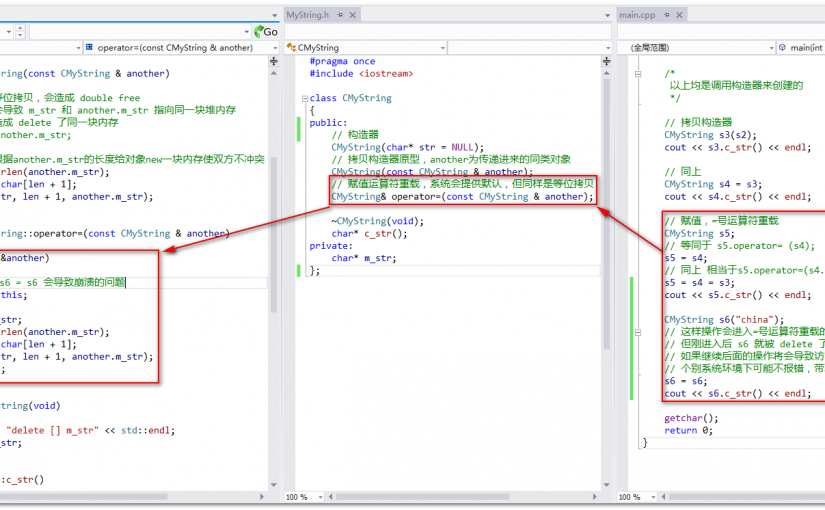 Go
operator=(const CMyString & another)
tring(const CMyString & another)
等位拷贝，会造成 double free
会导致 m_str 和 another.m_str 指向同一块堆内存
造成 delete 了同一块内存
another.m_str;
根据another.m_str的长度给对象new一块内存使双方不冲突
trlen(another.m_str);
char[len + 1];
tr, len + 1, another.m_str);
tring::operator=(const CMyString & another)
&another)
s6 = s6 会导致崩溃的问题
this;
_str;
trlen(another.m_str);
char[len + 1];
tr, len + 1, another.m_str);
;
tring(void)
"delete [] m_str" << std::endl;
_str;
:c_str()
MyString.h
CMyString
#pragma once
#include <iostream>
class CMyString
{
public:
// 构造器
CMyString(char* str = NULL);
// 拷贝构造器原型，another为传递进来的同类对象
CMyString(const CMyString & another);
// 赋值运算符重载，系统会提供默认，但同样是等位拷贝
CMyString& operator=(const CMyString & another);
~CMyString(void);
char* c_str();
private:
char* m_str;
};
100 %
main.cpp
(全局范围)
main(int
/*
以上均是调用构造器来创建的
*/
// 拷贝构造器
CMyString s3(s2);
cout << s3.c_str() << endl;
// 同上
CMyString s4 = s3;
cout << s4.c_str() << endl;
// 赋值，=号运算符重载
CMyString s5;
// 等同于 s5.operator= (s4);
s5 = s4;
// 同上 相当于s5.operator=(s4.
s5 = s4 = s3;
cout << s5.c_str() << endl;
CMyString s6("china");
// 这样操作会进入=号运算符重载的
// 但刚进入后 s6 就被 delete 了
// 如果继续后面的操作将会导致访
// 个别系统环境下可能不报错，带
s6 = s6;
cout << s6.c_str() << endl;
getchar();
return 0;
}
100 %